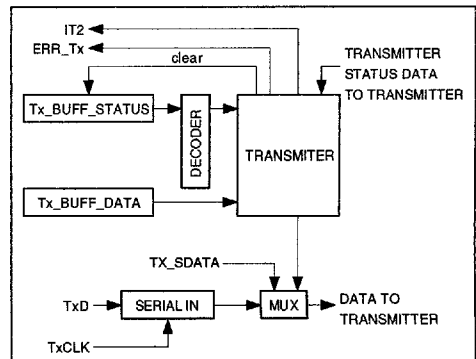 IT2
ERR_Tx
clear
TRANSMITTER
STATUS DATA
TO TRANSMITTER
Tx_BUFF_STATUS
DECODER
TRANSMITER
Tx_BUFF_DATA
TX_SDATA
TxD
SERIAL IN
MUX
DATA TO
TRANSMITTER
TxCLK